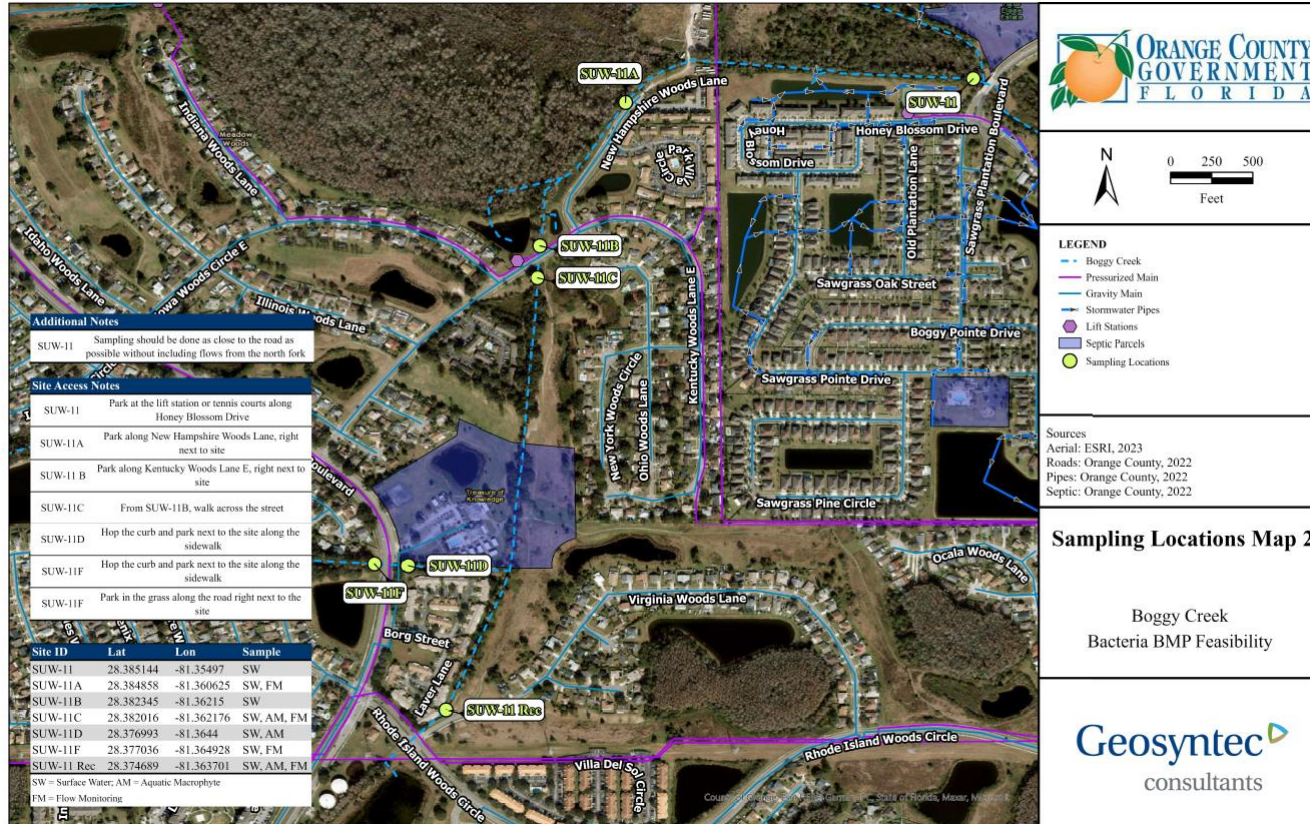 ORANGE COUNTY
GOVERNMENT
FLORIDA
N
0 250 500
Feet
LEGEND
Boggy Creek
Pressurized Main
Gravity Main
Stormwater Pipes
Lift Stations
Septic Parcels
Sampling Locations
Sources
Aerial: ESRI, 2023
Roads: Orange County, 2022
Pipes: Orange County, 2022
Septic: Orange County, 2022
Sampling Locations Map 2
Boggy Creek
Bacteria BMP Feasibility
Geosyntec
consultants
SUW-11A
SUW-11
New Hampshire Woods Lane
Honey Blossom Drive
Honey Blossom Drive
Sawgrass Plantation Boulevard
Indiana Woods Lane
Meadow
Woods
Park Villa Circle
Old Plantation Lane
Idaho Woods Lane
Iowa Woods Circle E
SUW-11B
SUW-11C
Illinois Woods Lane
Kentucky Woods Lane E
Sawgrass Oak Street
Boggy Pointe Drive
Sawgrass Pointe Drive
New York Woods Circle
Ohio Woods Lane
Treasure of
Knowledge
Sawgrass Pine Circle
Boulevard
Ocala Woods Lane
SUW-11D
SUW-11F
Virginia Woods Lane
Borg Street
Laver Lane
SUW-11 Rec
Rhode Island Woods Circle
Rhode Island Woods Circle
Villa Del Sol Circle
State of Florida, Maxar,
Additional Notes
SUW-11 Sampling should be done as close to the road as
possible without including flows from the north fork
Site Access Notes
SUW-11 Park at the lift station or tennis courts along
Honey Blossom Drive
SUW-11A Park along New Hampshire Woods Lane, right
next to site
SUW-11 B Park along Kentucky Woods Lane E, right next to
site
SUW-11C From SUW-11B, walk across the street
SUW-11D Hop the curb and park next to the site along the
sidewalk
SUW-11F Hop the curb and park next to the site along the
sidewalk
SUW-11F Park in the grass along the road right next to the
site
Site ID Lat Lon Sample
SUW-11 28.385144 -81.35497 SW
SUW-11A 28.384858 -81.360625 SW, FM
SUW-11B 28.382345 -81.36215 SW
SUW-11C 28.382016 -81.362176 SW, AM, FM
SUW-11D 28.376993 -81.3644 SW, AM
SUW-11F 28.377036 -81.364928 SW, FM
SUW-11 Rec 28.374689 -81.363701 SW, AM, FM
SW = Surface Water; AM = Aquatic Macrophyte
FM = Flow Monitoring